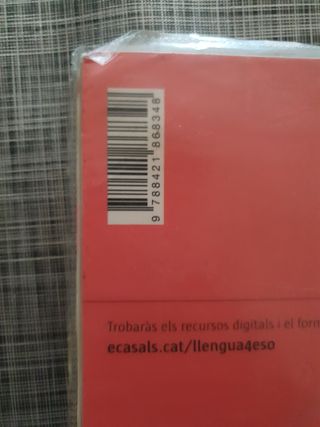 9 788421 868348
Trobaràs els recursos digitals i el form
ecasals.cat/llengua4eso